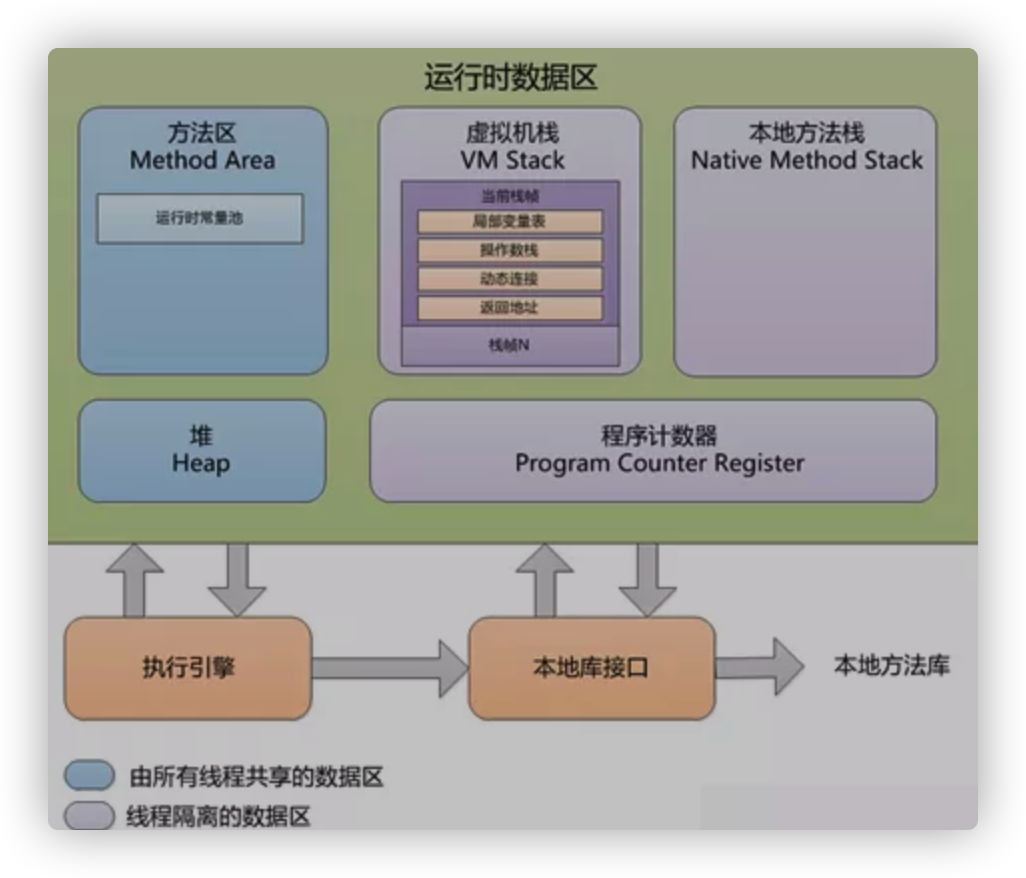 运行时数据区
方法区
Method Area
运行时常量池
虚拟机栈
VM Stack
当前栈帧
局部变量表
操作数栈
动态连接
返回地址
栈帧N
本地方法栈
Native Method Stack
堆
Heap
程序计数器
Program Counter Register
执行引擎
本地库接口
本地方法库
由所有线程共享的数据区
线程隔离的数据区